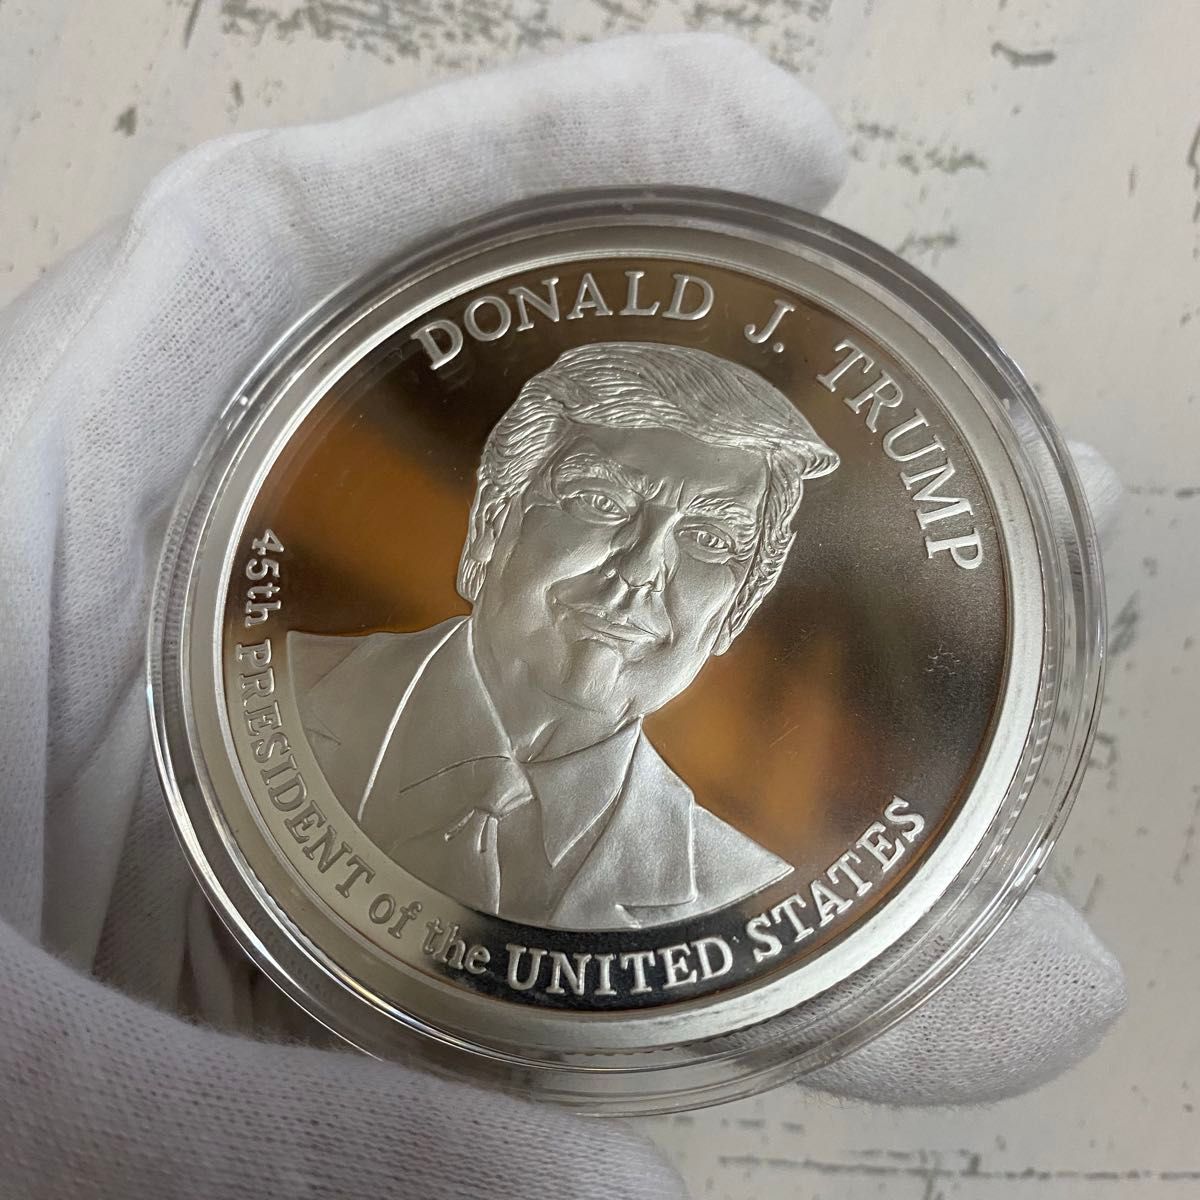 DONALD J. TRUMP
45th PRESIDENT of the UNITED STATES